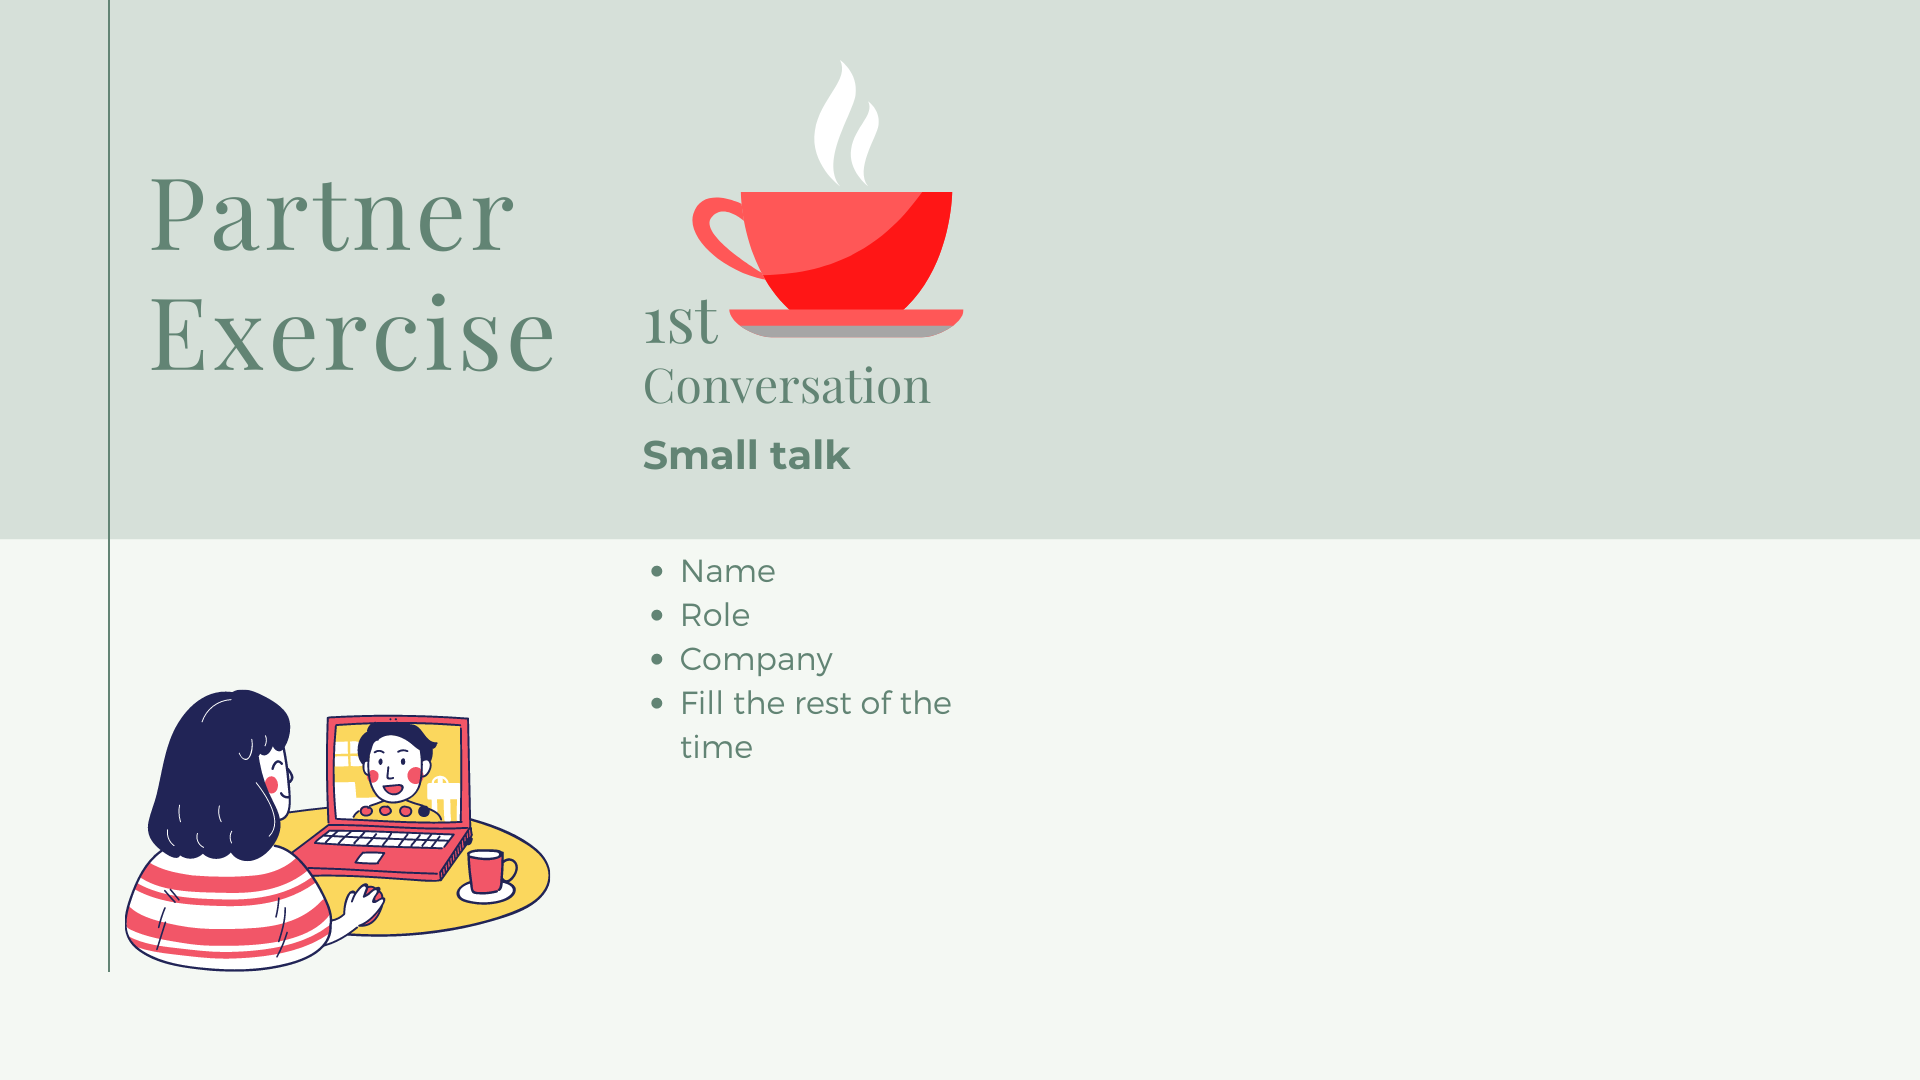 Partner
Exercise
1st
Conversation
Small talk
• Name
• Role
• Company
• Fill the rest of the
time